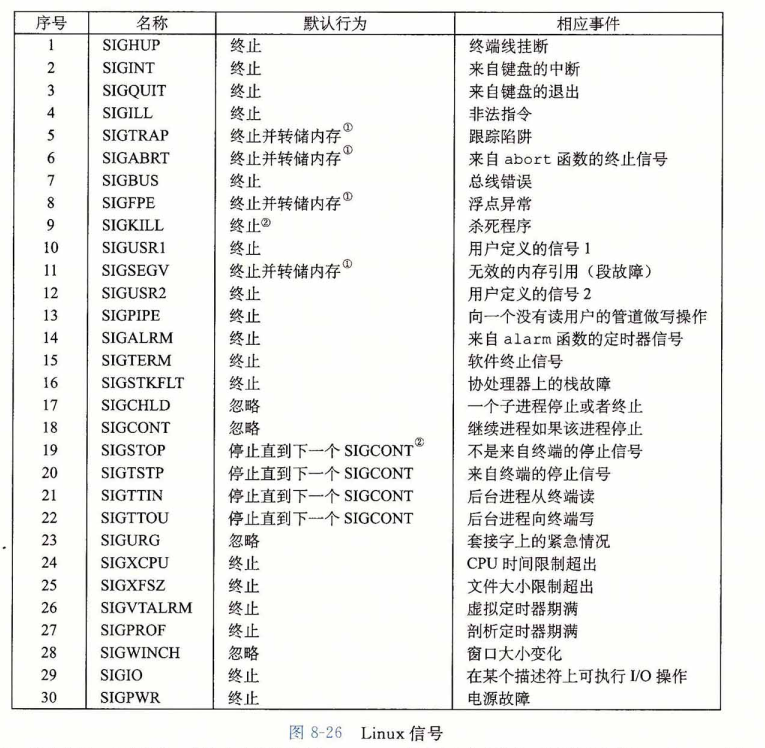 序号 名称 默认行为 相应事件
1 SIGHUP 终止 终端线挂断
2 SIGINT 终止 来自键盘的中断
3 SIGQUIT 终止 来自键盘的退出
4 SIGILL 终止 非法指令
5 SIGTRAP 终止并转储内存① 跟踪陷阱
6 SIGABRT 终止并转储内存① 来自 abort 函数的终止信号
7 SIGBUS 终止 总线错误
8 SIGFPE 终止并转储内存① 浮点异常
9 SIGKILL 终止② 杀死程序
10 SIGUSR1 终止 用户定义的信号 1
11 SIGSEGV 终止并转储内存① 无效的内存引用（段故障）
12 SIGUSR2 终止 用户定义的信号 2
13 SIGPIPE 终止 向一个没有读用户的管道做写操作
14 SIGALRM 终止 来自 alarm 函数的定时器信号
15 SIGTERM 终止 软件终止信号
16 SIGSTKFLT 终止 协处理器上的栈故障
17 SIGCHLD 忽略 一个子进程停止或者终止
18 SIGCONT 忽略 继续进程如果该进程停止
19 SIGSTOP 停止直到下一个 SIGCONT② 不是来自终端的停止信号
20 SIGTSTP 停止直到下一个 SIGCONT 来自终端的停止信号
21 SIGTTIN 停止直到下一个 SIGCONT 后台进程从终端读
22 SIGTTOU 停止直到下一个 SIGCONT 后台进程向终端写
23 SIGURG 忽略 套接字上的紧急情况
24 SIGXCPU 终止 CPU 时间限制超出
25 SIGXFSZ 终止 文件大小限制超出
26 SIGVTALRM 终止 虚拟定时器期满
27 SIGPROF 终止 剖析定时器期满
28 SIGWINCH 忽略 窗口大小变化
29 SIGIO 终止 在某个描述符上可执行 I/O 操作
30 SIGPWR 终止 电源故障
图 8-26 Linux 信号